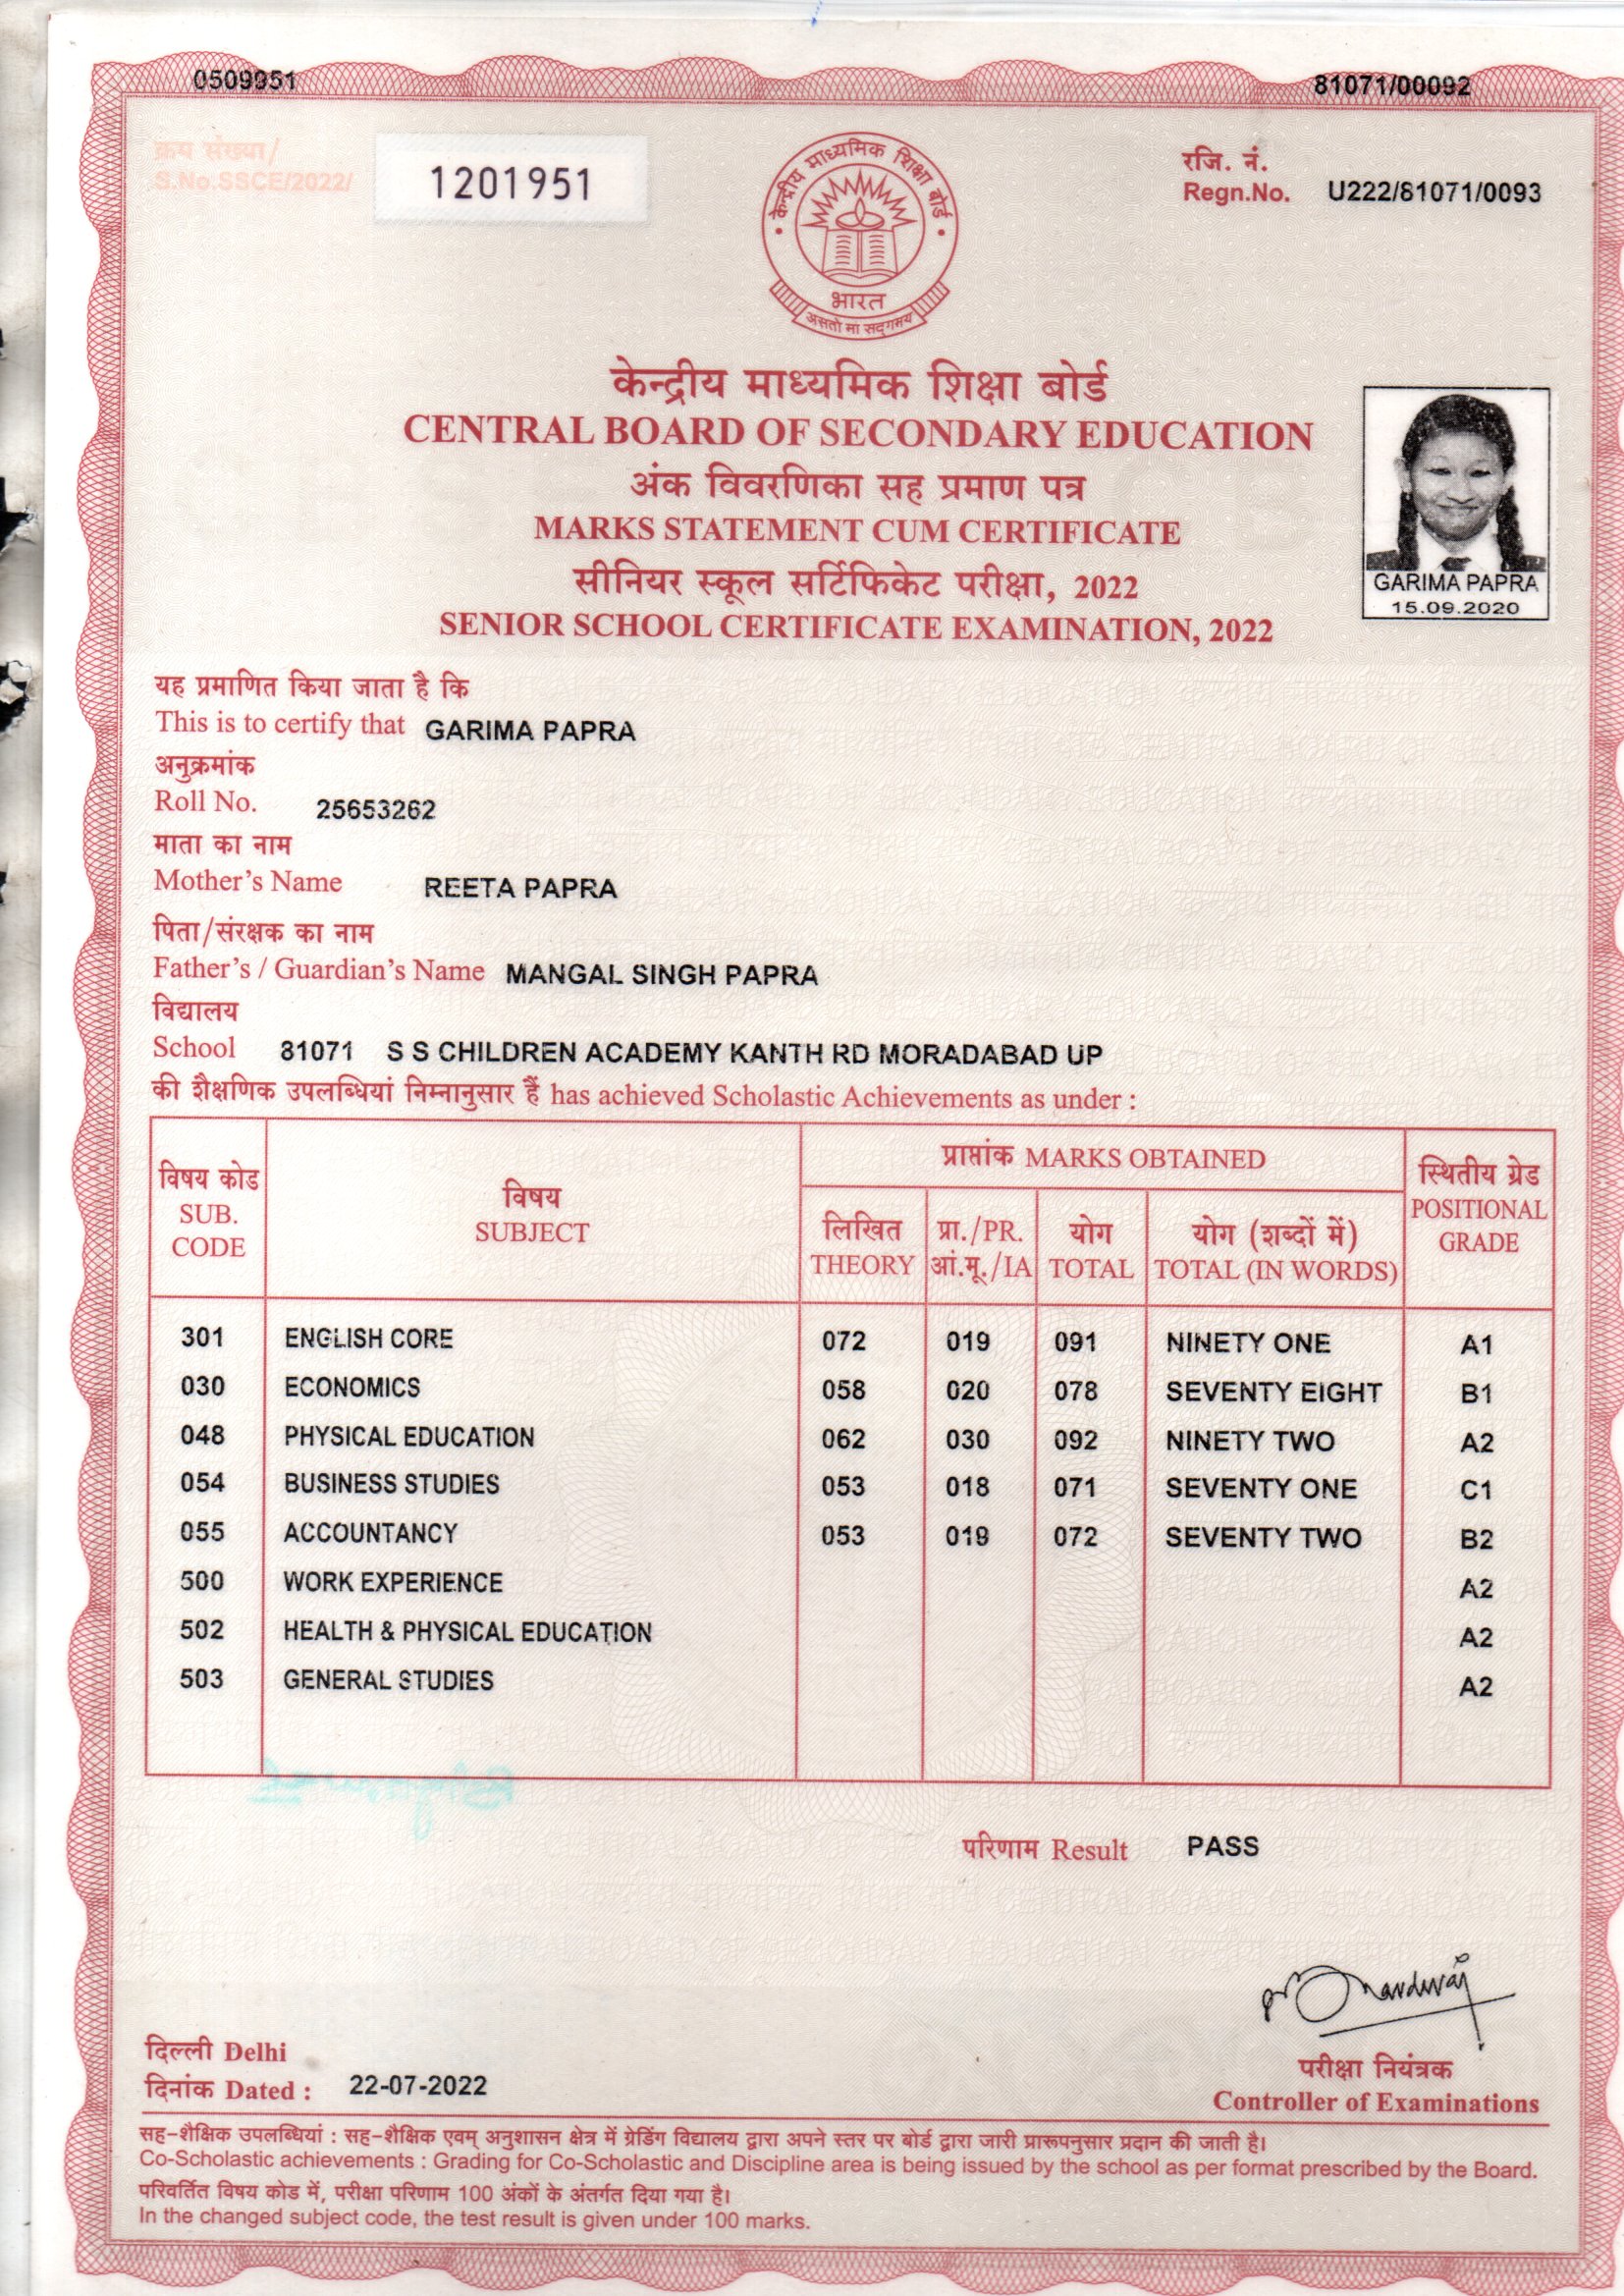 0509951 81071/00092
क्रम संख्या/
S.No.SSCE/2022/ 1201951
रजि. नं.
Regn.No. U222/81071/0093
केन्द्रीय माध्यमिक शिक्षा बोर्ड
भारत
असतो मा सद्गमय
केन्द्रीय माध्यमिक शिक्षा बोर्ड
CENTRAL BOARD OF SECONDARY EDUCATION
अंक विवरणिका सह प्रमाण पत्र
MARKS STATEMENT CUM CERTIFICATE
सीनियर स्कूल सर्टिफिकेट परीक्षा, 2022
SENIOR SCHOOL CERTIFICATE EXAMINATION, 2022
GARIMA PAPRA
15.09.2020
यह प्रमाणित किया जाता है कि
This is to certify that GARIMA PAPRA
अनुक्रमांक
Roll No. 25653262
माता का नाम
Mother's Name REETA PAPRA
पिता/संरक्षक का नाम
Father's / Guardian's Name MANGAL SINGH PAPRA
विद्यालय
School 81071 S S CHILDREN ACADEMY KANTH RD MORADABAD UP
की शैक्षणिक उपलब्धियां निम्नानुसार हैं has achieved Scholastic Achievements as under :
विषय कोड
SUB.
CODE
विषय
SUBJECT
प्राप्तांक MARKS OBTAINED
लिखित
THEORY
प्रा./PR.
आं.मू./IA
योग
TOTAL
योग (शब्दों में)
TOTAL (IN WORDS)
स्थितीय ग्रेड
POSITIONAL
GRADE
301 ENGLISH CORE 072 019 091 NINETY ONE A1
030 ECONOMICS 058 020 078 SEVENTY EIGHT B1
048 PHYSICAL EDUCATION 062 030 092 NINETY TWO A2
054 BUSINESS STUDIES 053 018 071 SEVENTY ONE C1
055 ACCOUNTANCY 053 019 072 SEVENTY TWO B2
500 WORK EXPERIENCE A2
502 HEALTH & PHYSICAL EDUCATION A2
503 GENERAL STUDIES A2
परिणाम Result PASS
दिल्ली Delhi
दिनांक Dated : 22-07-2022
परीक्षा नियंत्रक
Controller of Examinations
सह-शैक्षिक उपलब्धियां : सह-शैक्षिक एवम् अनुशासन क्षेत्र में ग्रेडिंग विद्यालय द्वारा अपने स्तर पर बोर्ड द्वारा जारी प्रारूपनुसार प्रदान की जाती है।
Co-Scholastic achievements : Grading for Co-Scholastic and Discipline area is being issued by the school as per format prescribed by the Board.
परिवर्तित विषय कोड में, परीक्षा परिणाम 100 अंकों के अंतर्गत दिया गया है।
In the changed subject code, the test result is given under 100 marks.